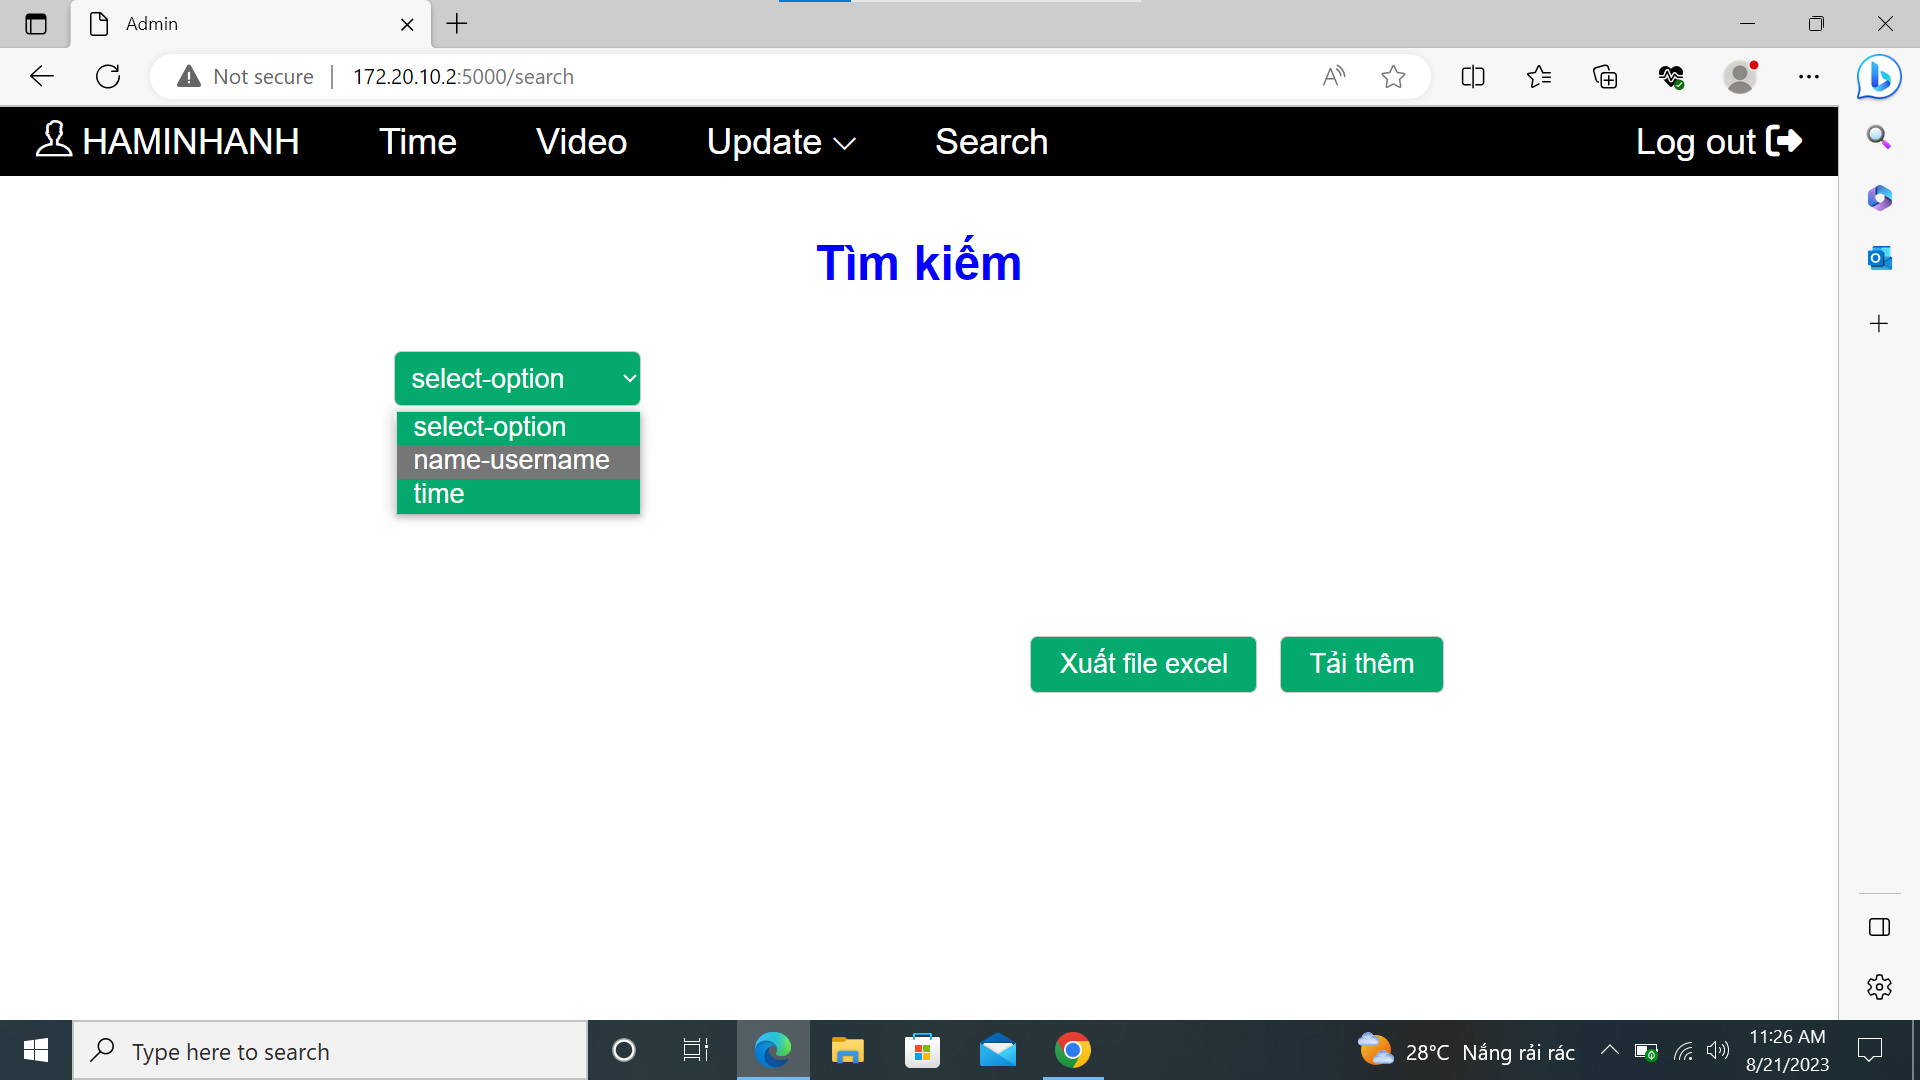 Admin
Not secure
172.20.10.2:5000/search
HAMINHANH
Time
Video
Update
Search
Log out
Tìm kiếm
select-option
select-option
name-username
time
Xuất file excel
Tải thêm
Type here to search
28°C Nắng rải rác
11:26 AM
8/21/2023